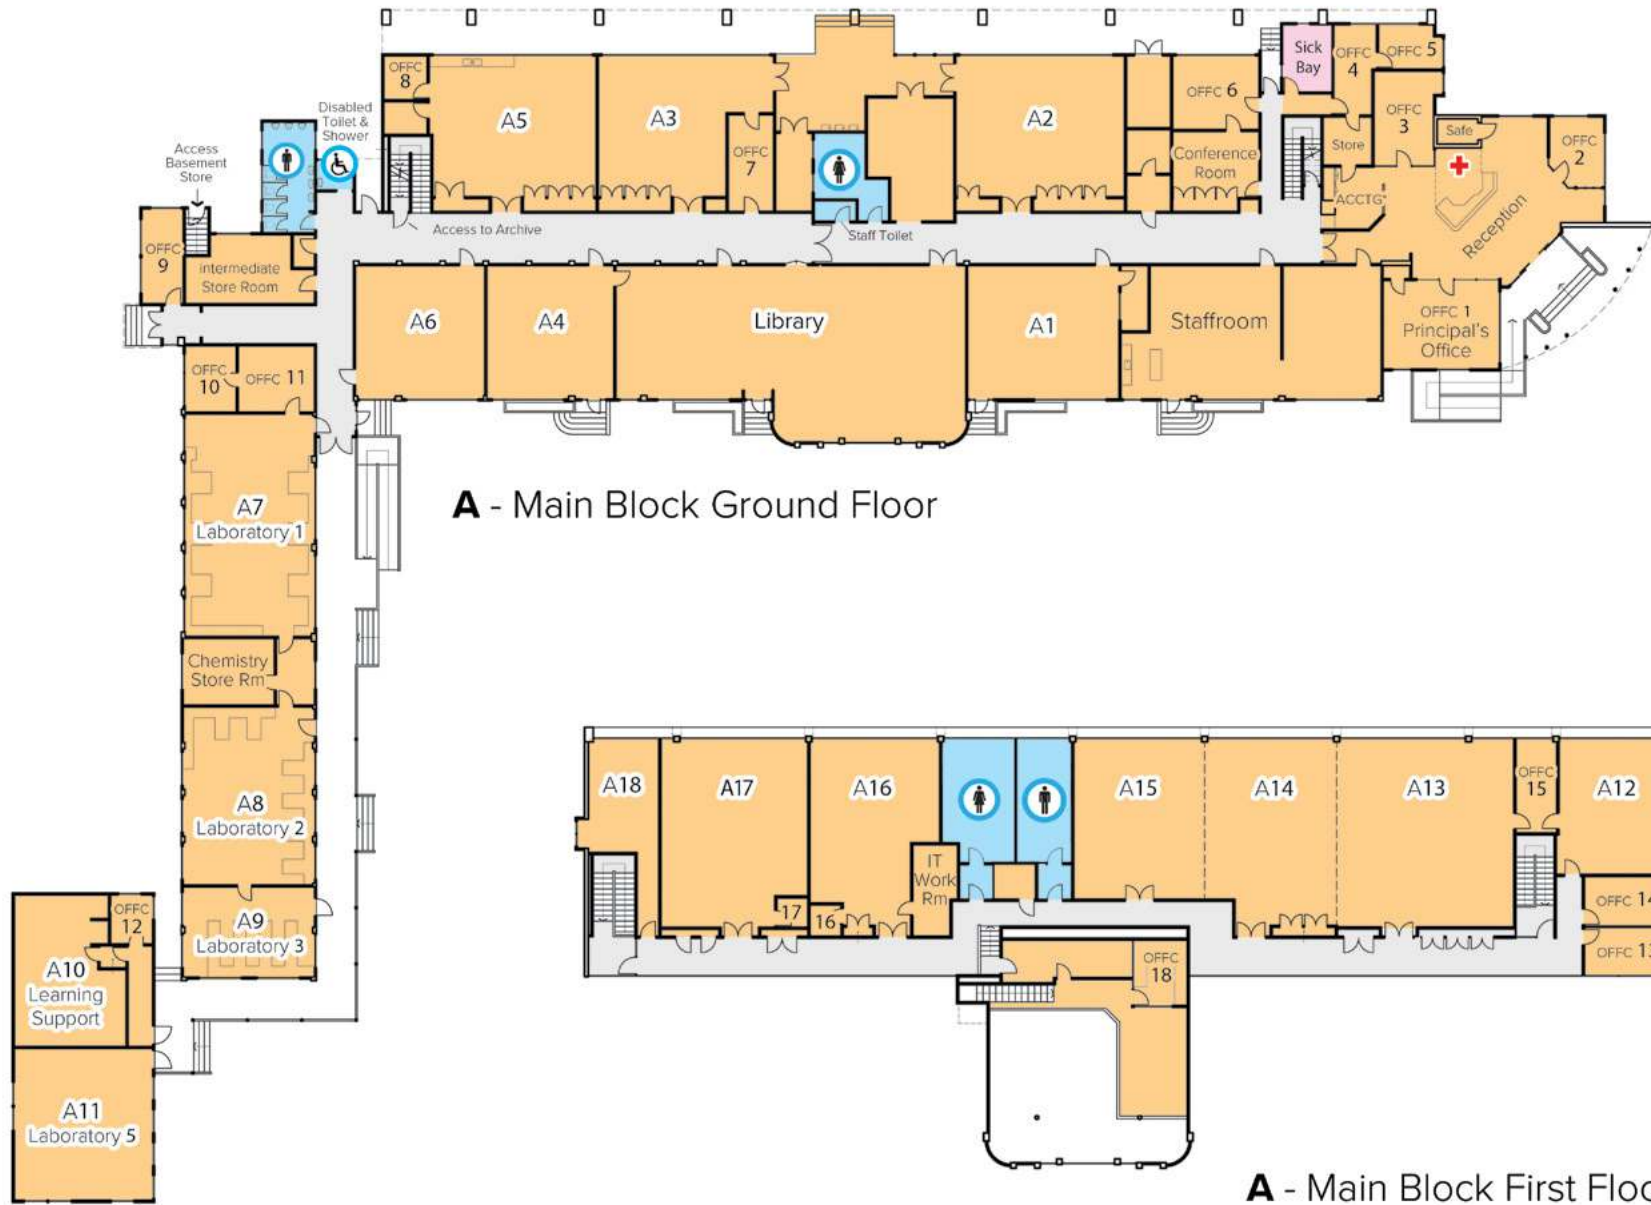 Sick
Bay
OFFC
4
OFFC 5
OFFC
8
A5
A3
A2
OFFC 6
OFFC
3
Safe
OFFC
2
Disabled
Toilet &
Shower
Access
Basement
Store
OFFC
7
Conference
Room
Store
ACCTG
Reception
Access to Archive
Staff Toilet
OFFC
9
intermediate
Store Room
A6
A4
Library
A1
Staffroom
OFFC 1
Principal's
Office
OFFC
10
OFFC 11
A - Main Block Ground Floor
A7
Laboratory 1
Chemistry
Store Rm
A8
Laboratory 2
A9
Laboratory 3
OFFC
12
A10
Learning
Support
A11
Laboratory 5
A18
A17
A16
A15
A14
A13
OFFC
15
A12
IT
Work
Rm
17
16
OFFC 14
OFFC 13
OFFC
18
A - Main Block First Floo